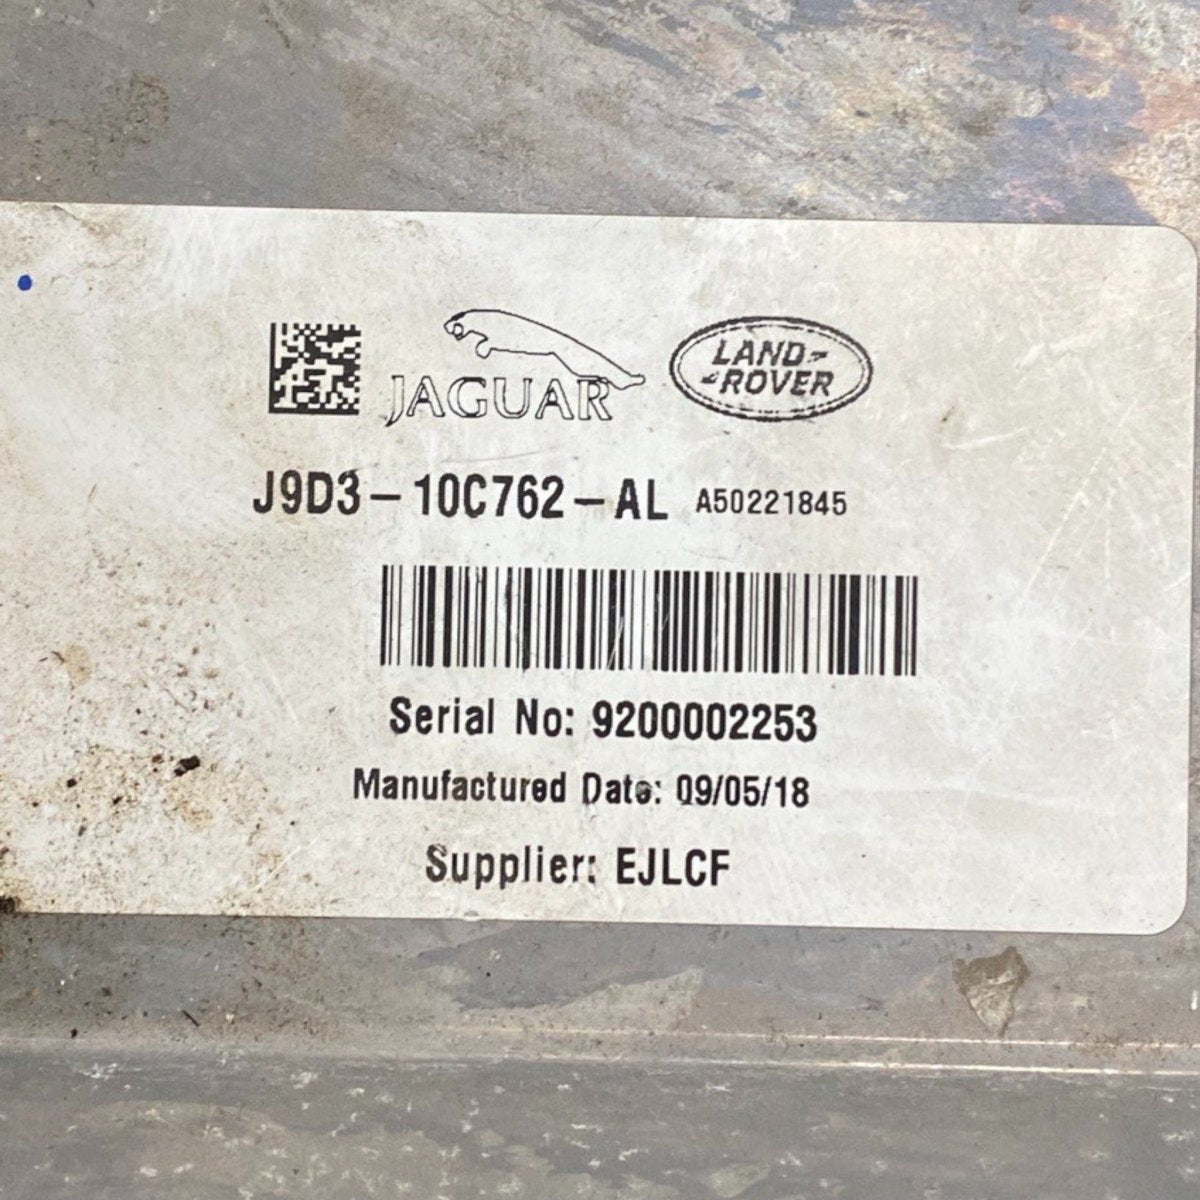 JAGUAR
LAND
ROVER
J9D3-10C762-AL A50221845
Serial No: 9200002253
Manufactured Date: 09/05/18
Supplier: EJLCF